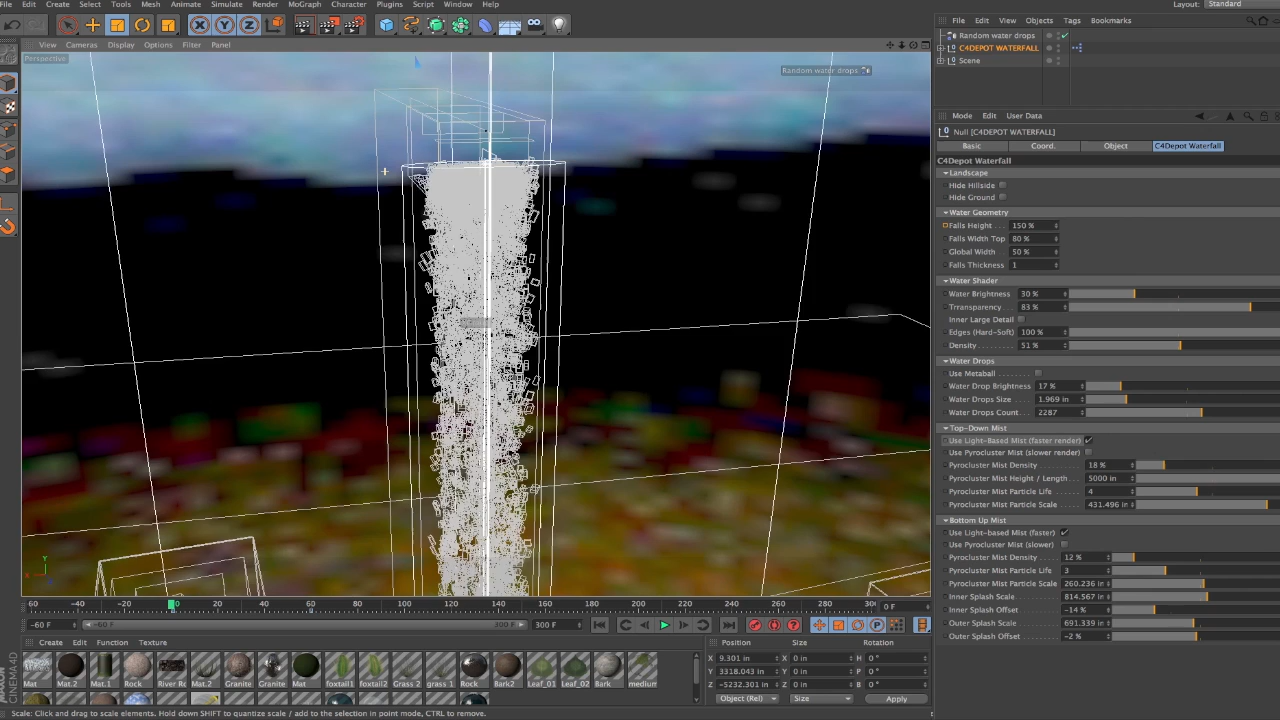 File Edit Create Select Tools Mesh Animate Simulate Render MoGraph Character Plugins Script Window Help
Layout: Standard
View Cameras Display Options Filter Panel
Perspective
Random water drops
File Edit View Objects Tags Bookmarks
Random water drops
C4DEPOT WATERFALL
Scene
Mode Edit User Data
Null [C4DEPOT WATERFALL]
Basic Coord. Object C4Depot Waterfall
C4Depot Waterfall
Landscape
Hide Hillside
Hide Ground
Water Geometry
Falls Height 150 %
Falls Width Top 80 %
Global Width 50 %
Falls Thickness 1
Water Shader
Water Brightness 30 %
Trransparency 83 %
Inner Large Detail
Edges (Hard-Soft) 100 %
Density 51 %
Water Drops
Use Metaball
Water Drop Brightness 17 %
Water Drops Size 1.969 in
Water Drops Count 2287
Top-Down Mist
Use Light-Based Mist (faster render)
Use Pyrocluster Mist (slower render)
Pyrocluster Mist Density 18 %
Pyrocluster Mist Height / Length 5000 in
Pyrocluster Mist Particle Life 4
Pyrocluster Mist Particle Scale 431.496 in
Bottom Up Mist
Use Light-based Mist (faster)
Use Pyrocluster Mist (slower)
Pyrocluster Mist Density 12 %
Pyrocluster Mist Particle Life 3
Pyrocluster Mist Particle Scale 260.236 in
Inner Splash Scale 814.567 in
Inner Splash Offset -14 %
Outer Splash Scale 691.339 in
Outer Splash Offset -2 %
Y
X
60 -40 -20 0 20 40 60 80 100 120 140 160 180 200 220 240 260 280 300 0 F
-60 F -60 F 300 F 300 F
Create Edit Function Texture
Mat Mat.2 Mat.1 Rock River Rc Mat.2 Granite Granite Mat foxtail1 foxtail2 Grass 2 grass 1 Rock Bark2 Leaf_01 Leaf_02 Bark medium
Position Size Rotation
X 9.301 in X 0 in H 0 °
Y 3318.043 in Y 0 in P 0 °
Z -5232.301 in Z 0 in B 0 °
Object (Rel) Size Apply
MAXON CINEMA4D
Scale: Click and drag to scale elements. Hold down SHIFT to quantize scale / add to the selection in point mode, CTRL to remove.